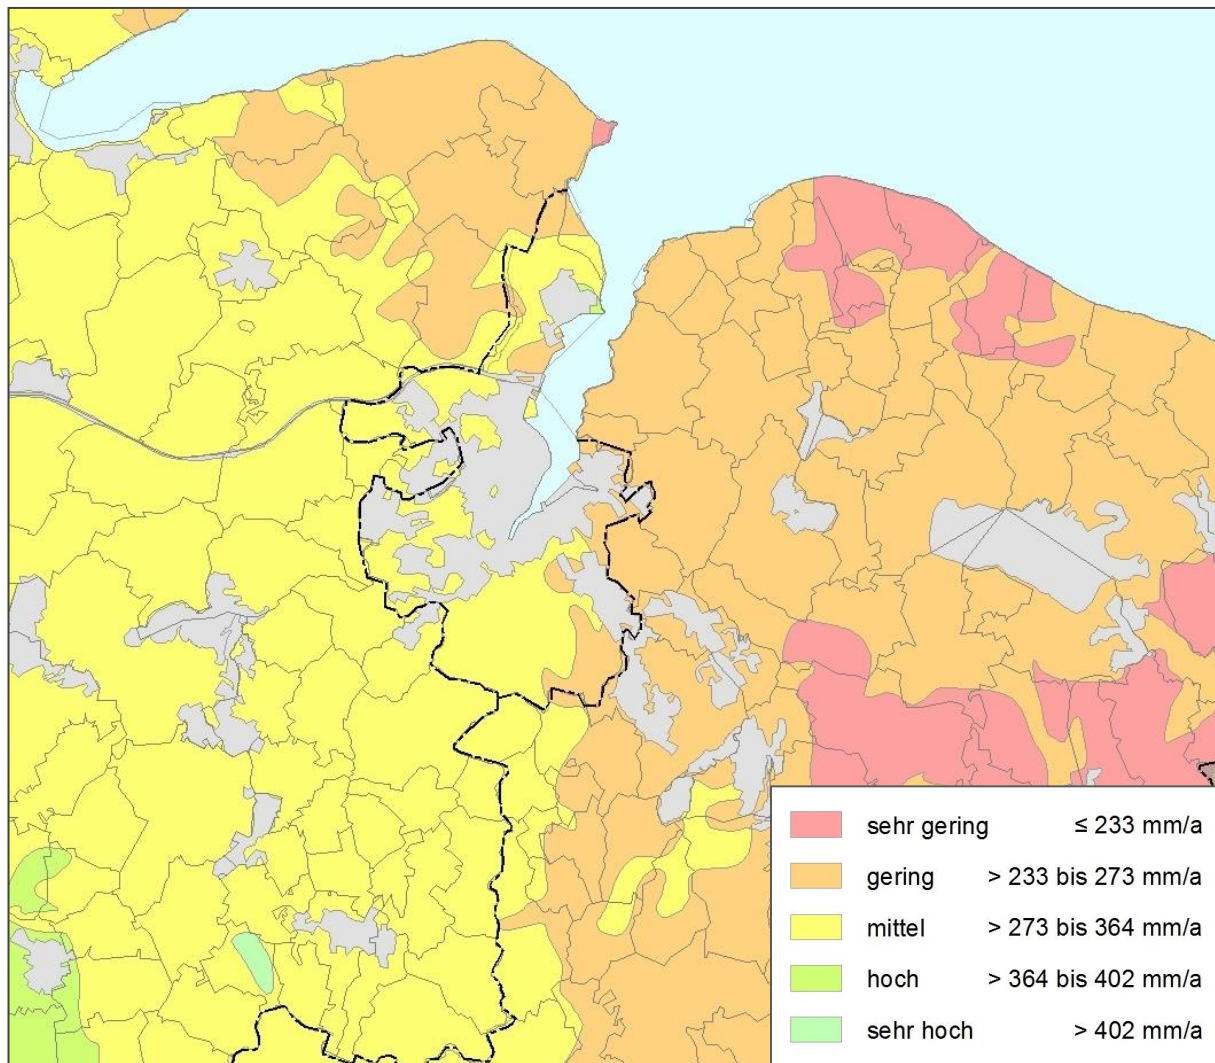 sehr gering ≤ 233 mm/a
gering > 233 bis 273 mm/a
mittel > 273 bis 364 mm/a
hoch > 364 bis 402 mm/a
sehr hoch > 402 mm/a